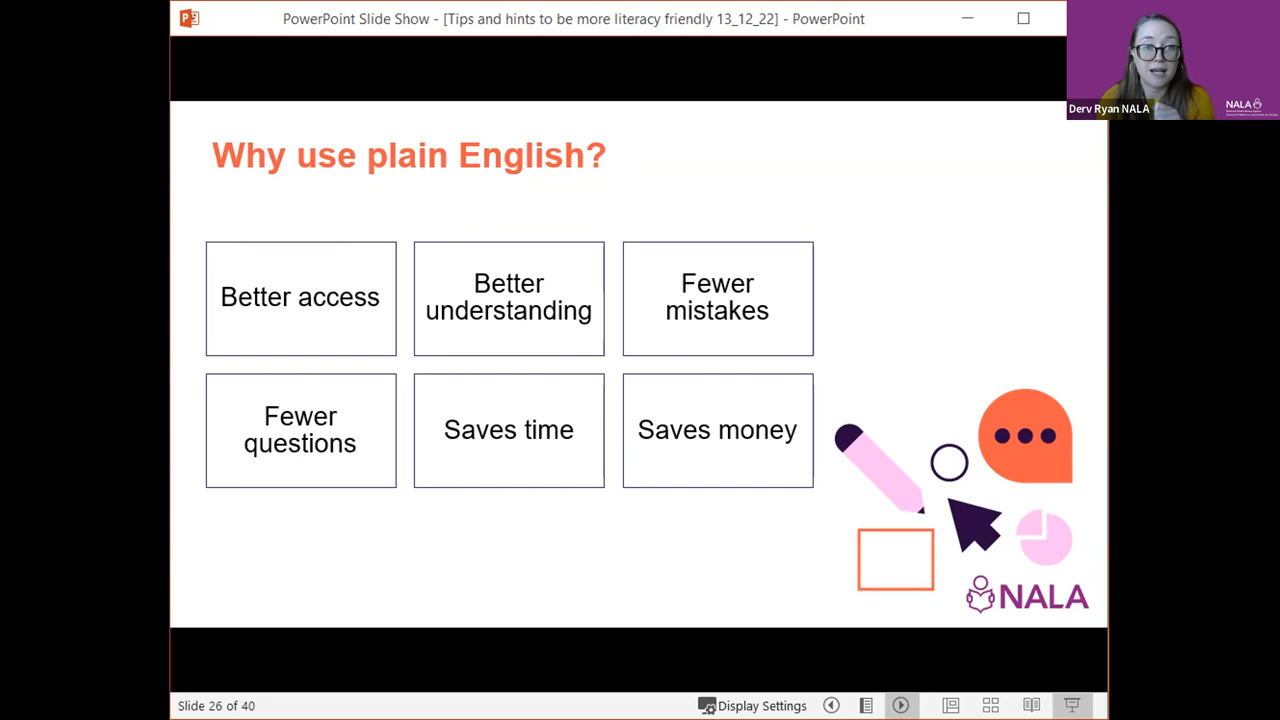 PowerPoint Slide Show - [Tips and hints to be more literacy friendly 13_12_22] - PowerPoint
Derv Ryan NALA
NALA
Why use plain English?
Better access
Better
understanding
Fewer
mistakes
Fewer
questions
Saves time
Saves money
NALA
Slide 26 of 40
Display Settings